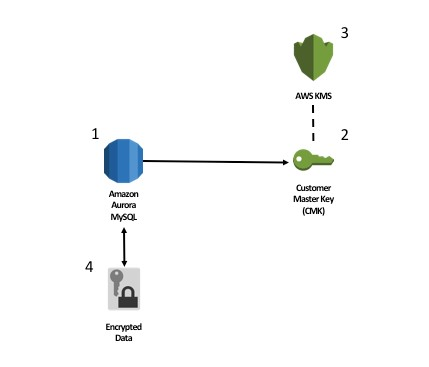 3
AWS KMS
1
2
Amazon
Aurora
MySQL
Customer
Master Key
(CMK)
4
Encrypted
Data